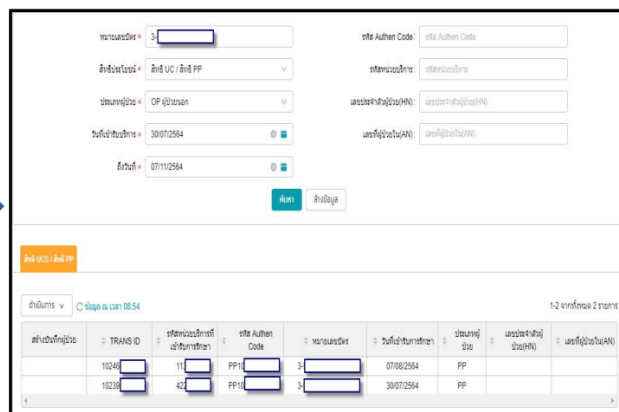 หมายเลขบัตร * 3- รหัส Authen Code: รหัส Authen Code
สิทธิประโยชน์ * สิทธิ UC / สิทธิ PP รหัสหน่วยบริการ: รหัสหน่วยบริการ
ประเภทผู้ป่วย * OP ผู้ป่วยนอก เลขประจำตัวผู้ป่วย(HN): เลขประจำตัวผู้ป่วย(HN)
วันที่เข้ารับบริการ * 30/07/2564 เลขที่ผู้ป่วยใน(AN): เลขที่ผู้ป่วยใน(AN)
ถึงวันที่ * 07/11/2564
ค้นหา ล้างข้อมูล
สิทธิ UCS / สิทธิ PP
ดำเนินการ ข้อมูล ณ เวลา 08:54 1-2 จากทั้งหมด 2 รายการ
สร้างบันทึกผู้ป่วย TRANS ID รหัสหน่วยบริการที่เข้ารับการรักษา รหัส Authen Code หมายเลขบัตร วันที่เข้ารับการรักษา ประเภทผู้ป่วย เลขประจำตัวผู้ป่วย(HN) เลขที่ผู้ป่วยใน(AN)
10246 11 PP10 3- 07/08/2564 PP
10239 42 PP10 3- 30/07/2564 PP